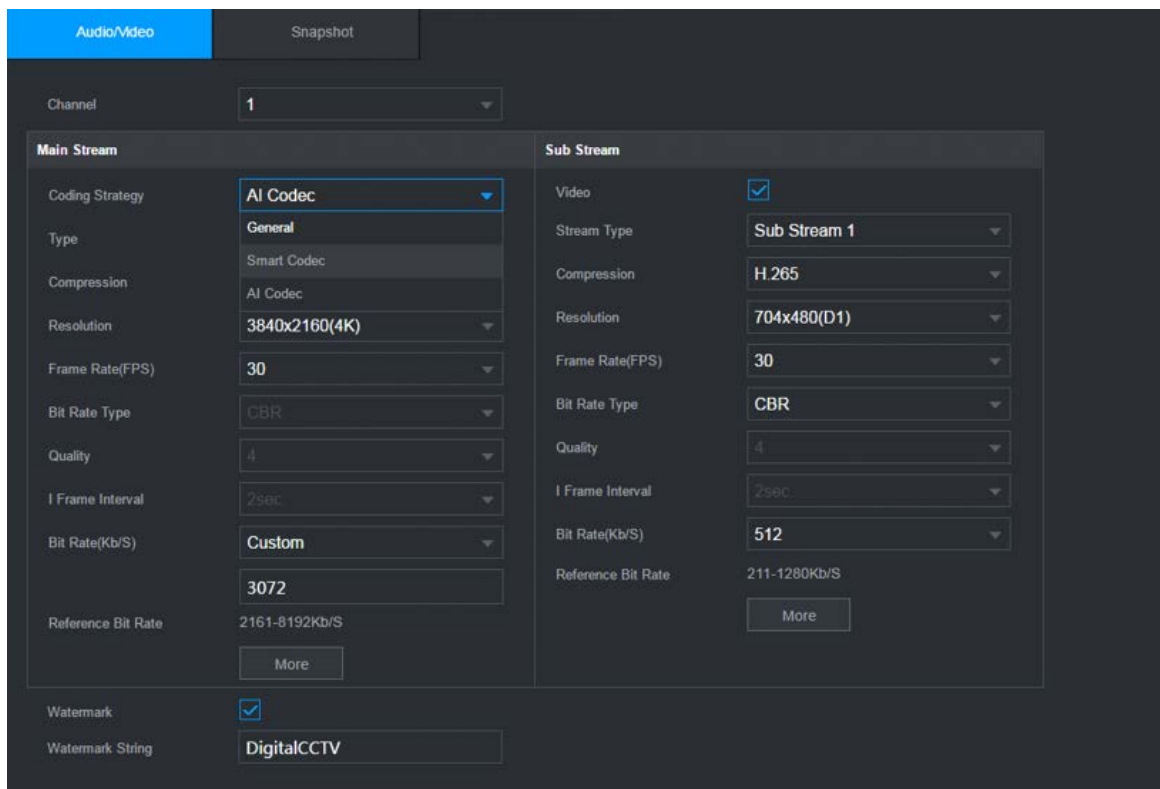 Audio/Video Snapshot
Channel 1
Main Stream
Coding Strategy AI Codec
General
Type
Smart Codec
Compression
AI Codec
Resolution 3840x2160(4K)
Frame Rate(FPS) 30
Bit Rate Type CBR
Quality 4
I Frame Interval 2sec.
Bit Rate(Kb/S) Custom
3072
Reference Bit Rate 2161-8192Kb/S
More
Sub Stream
Video
Stream Type Sub Stream 1
Compression H.265
Resolution 704x480(D1)
Frame Rate(FPS) 30
Bit Rate Type CBR
Quality 4
I Frame Interval 2sec.
Bit Rate(Kb/S) 512
Reference Bit Rate 211-1280Kb/S
More
Watermark
Watermark String DigitalCCTV